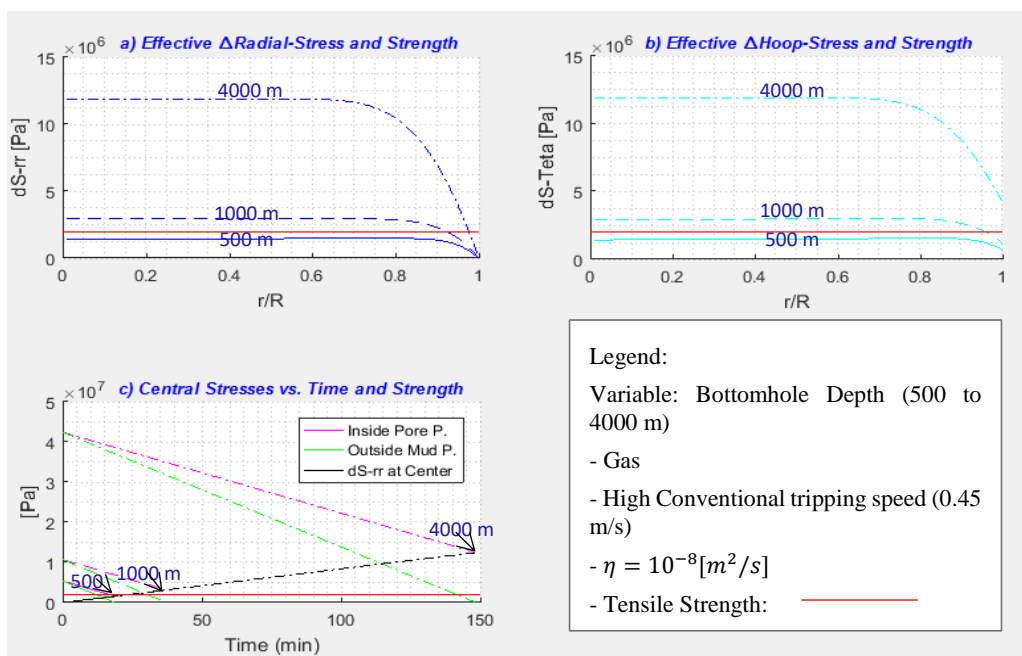 a) Effective ΔRadial-Stress and Strength
×10⁶
15
10
5
0
dS-rr [Pa]
4000 m
1000 m
500 m
0 0.2 0.4 0.6 0.8 1
r/R
b) Effective ΔHoop-Stress and Strength
×10⁶
15
10
5
0
dS-Teta [Pa]
4000 m
1000 m
500 m
0 0.2 0.4 0.6 0.8 1
r/R
c) Central Stresses vs. Time and Strength
×10⁷
5
4
3
2
1
0
[Pa]
Inside Pore P.
Outside Mud P.
dS-rr at Center
4000 m
1000 m
500
0 50 100 150
Time (min)
Legend:
Variable: Bottomhole Depth (500 to
4000 m)
- Gas
- High Conventional tripping speed (0.45
m/s)
- η = 10⁻⁸[m²/s]
- Tensile Strength: